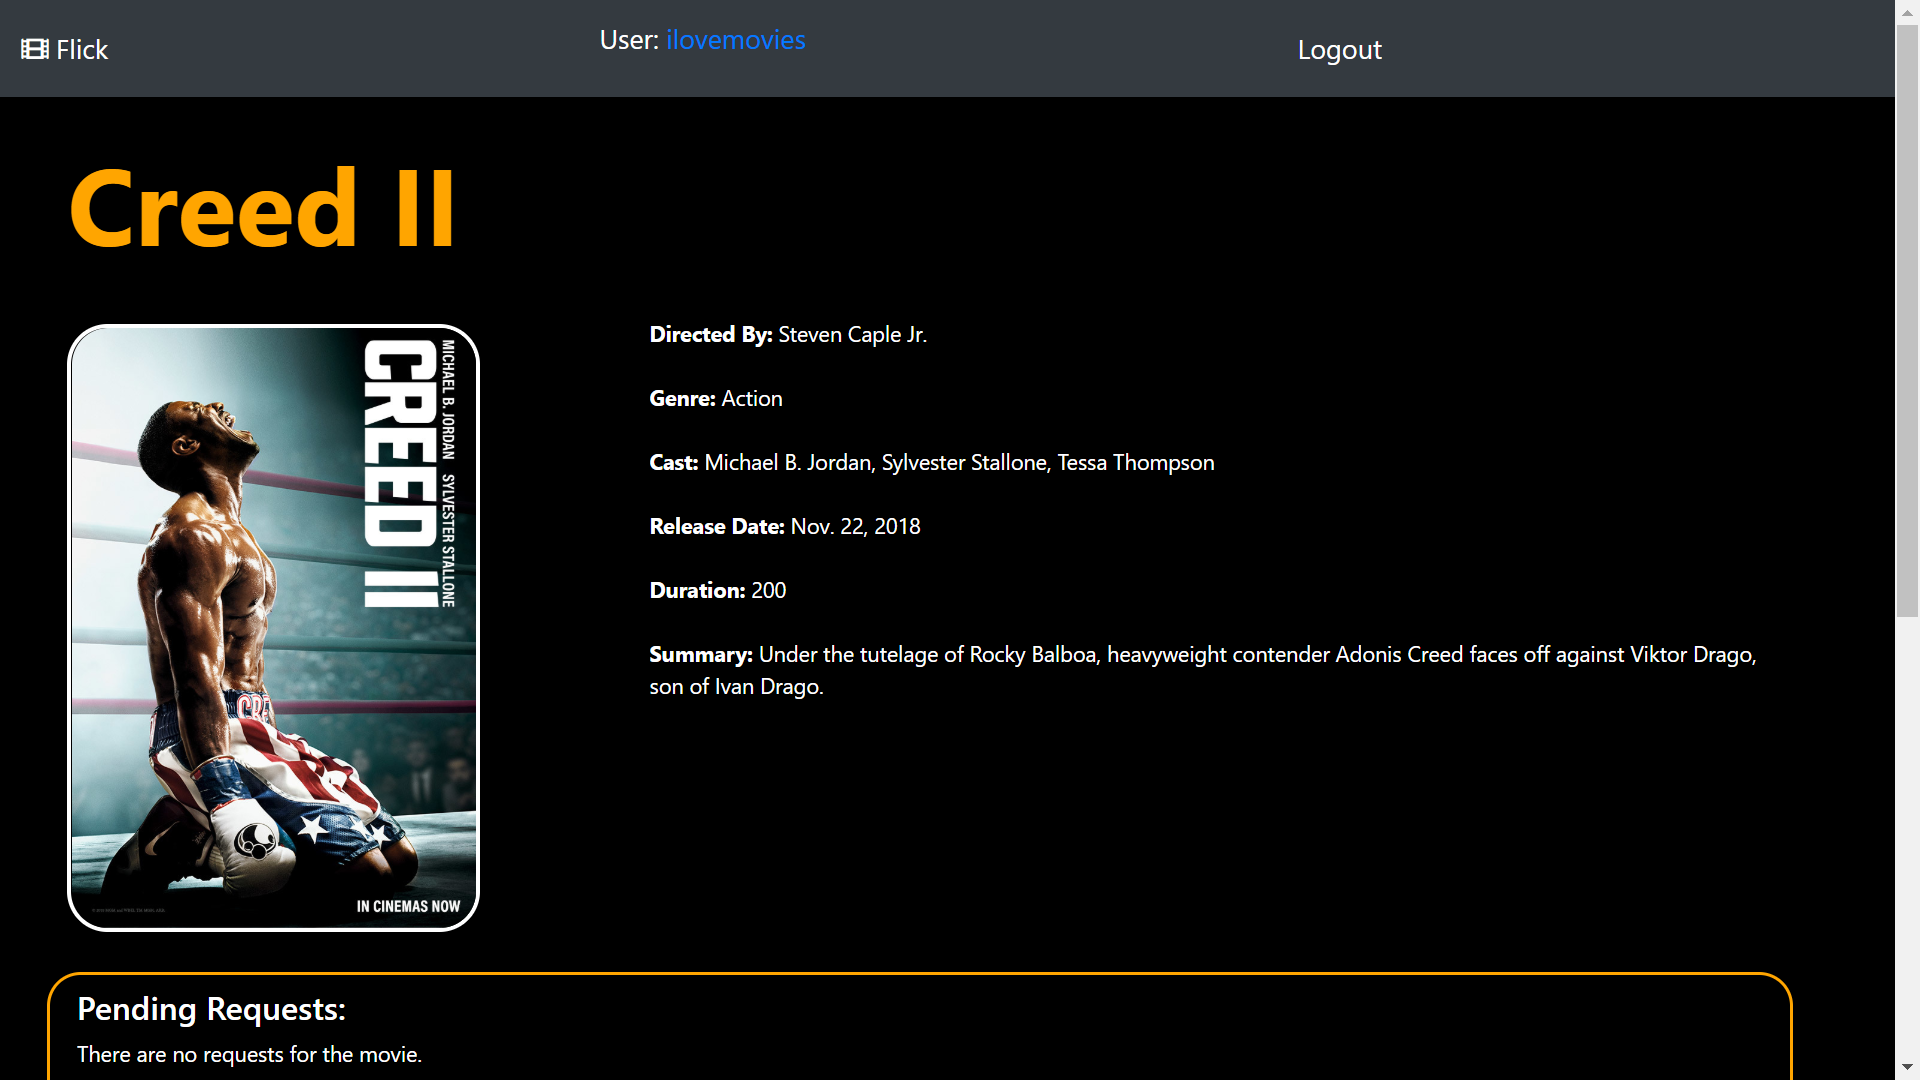 Flick
User: ilovemovies
Logout
Creed II
MICHAEL B. JORDAN SYLVESTER STALLONE
CREED II
CRE
IN CINEMAS NOW
Directed By: Steven Caple Jr.
Genre: Action
Cast: Michael B. Jordan, Sylvester Stallone, Tessa Thompson
Release Date: Nov. 22, 2018
Duration: 200
Summary: Under the tutelage of Rocky Balboa, heavyweight contender Adonis Creed faces off against Viktor Drago,
son of Ivan Drago.
Pending Requests:
There are no requests for the movie.